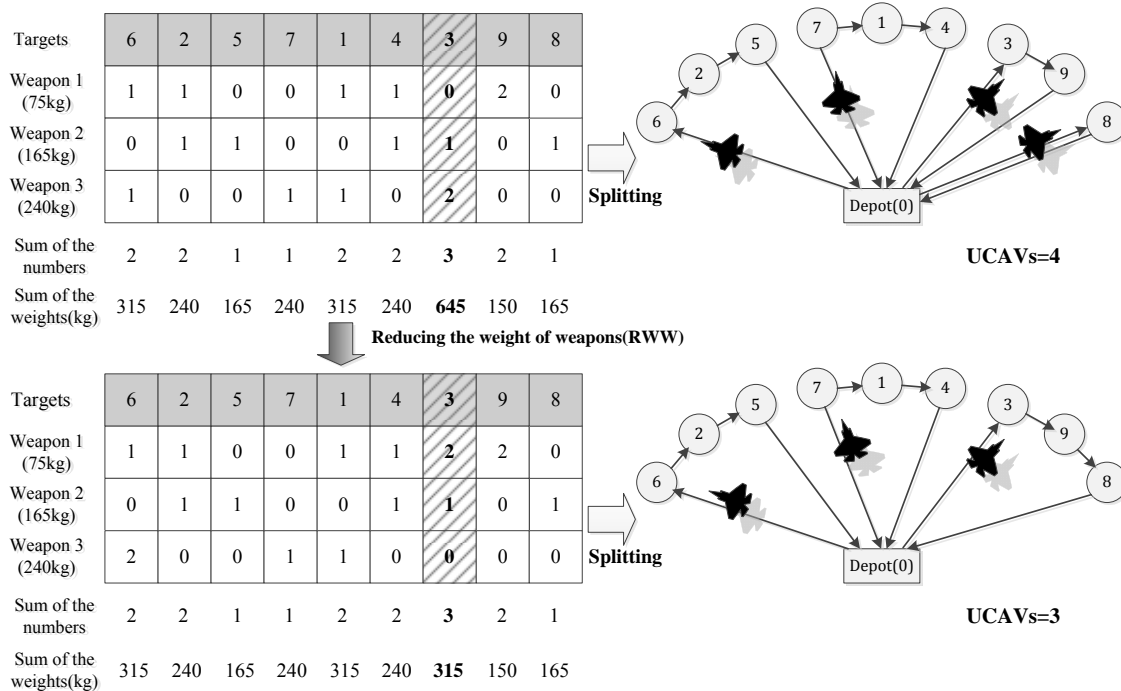 Targets 6 2 5 7 1 4 3 9 8
Weapon 1
(75kg) 1 1 0 0 1 1 0 2 0
Weapon 2
(165kg) 0 1 1 0 0 1 1 0 1
Weapon 3
(240kg) 1 0 0 1 1 0 2 0 0
Sum of the
numbers 2 2 1 1 2 2 3 2 1
Sum of the
weights(kg) 315 240 165 240 315 240 645 150 165
Splitting
6 2 5 7 1 4 3 9 8
Depot(0)
UCAVs=4
Reducing the weight of weapons(RWW)
Targets 6 2 5 7 1 4 3 9 8
Weapon 1
(75kg) 1 1 0 0 1 1 2 2 0
Weapon 2
(165kg) 0 1 1 0 0 1 1 0 1
Weapon 3
(240kg) 2 0 0 1 1 0 0 0 0
Sum of the
numbers 2 2 1 1 2 2 3 2 1
Sum of the
weights(kg) 315 240 165 240 315 240 315 150 165
Splitting
6 2 5 7 1 4 3 9 8
Depot(0)
UCAVs=3